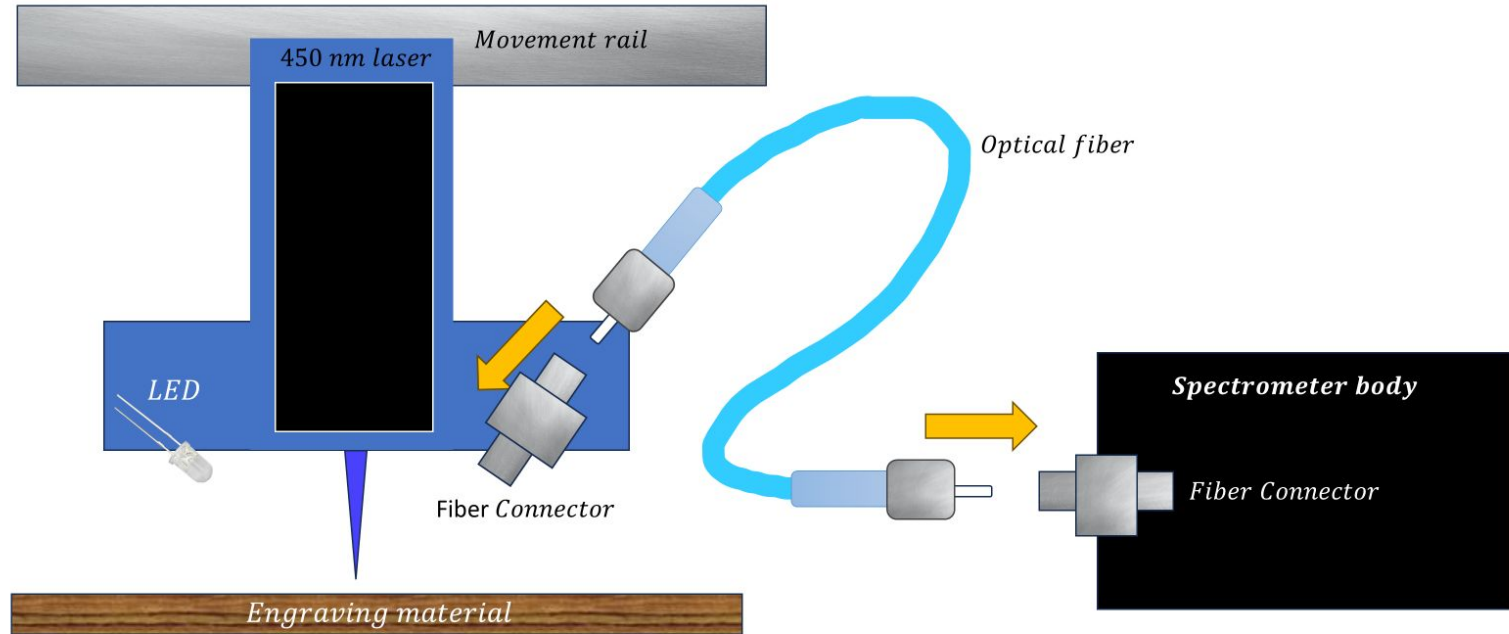 Movement rail
450 nm laser
Optical fiber
LED
Spectrometer body
Fiber Connector
Fiber Connector
Engraving material